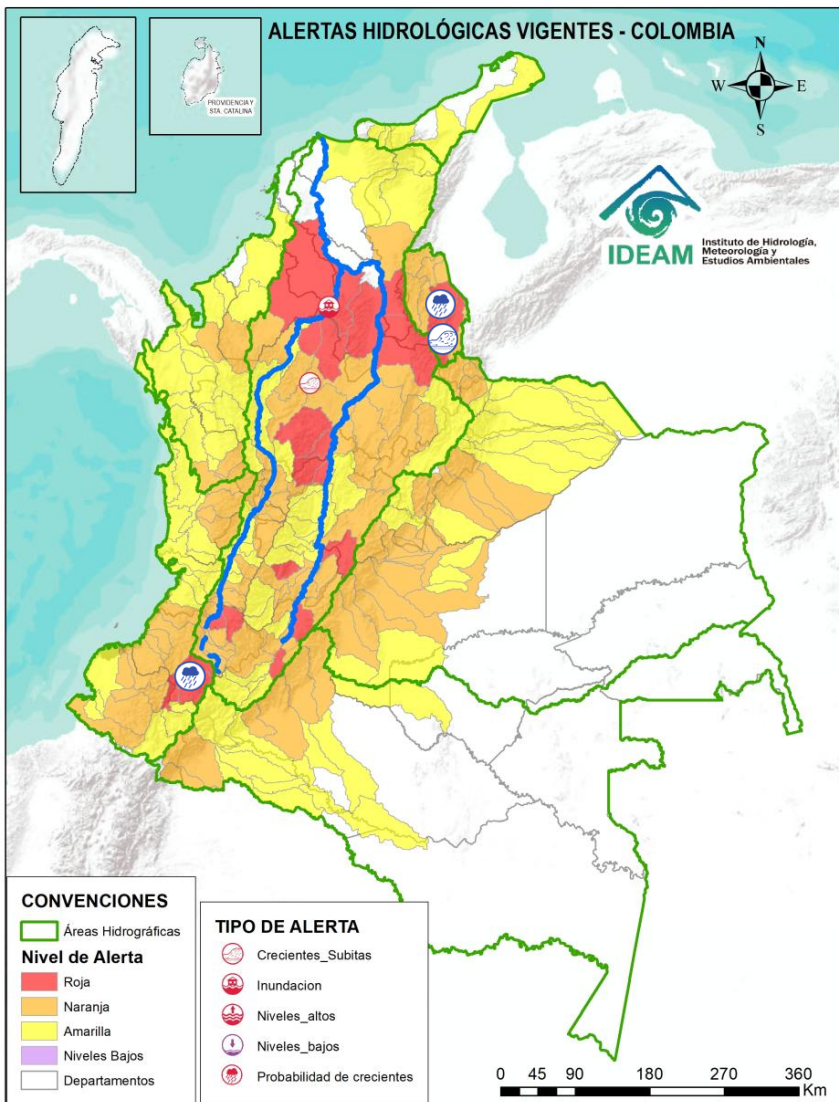 ALERTAS HIDROLÓGICAS VIGENTES - COLOMBIA
PROVIDENCIA Y
STA. CATALINA
N
W
E
S
IDEAM
Instituto de Hidrología,
Meteorología y
Estudios Ambientales
CONVENCIONES
Áreas Hidrográficas
Nivel de Alerta
Roja
Naranja
Amarilla
Niveles Bajos
Departamentos
TIPO DE ALERTA
Crecientes_Subitas
Inundacion
Niveles_altos
Niveles_bajos
Probabilidad de crecientes
0 45 90 180 270 360
Km